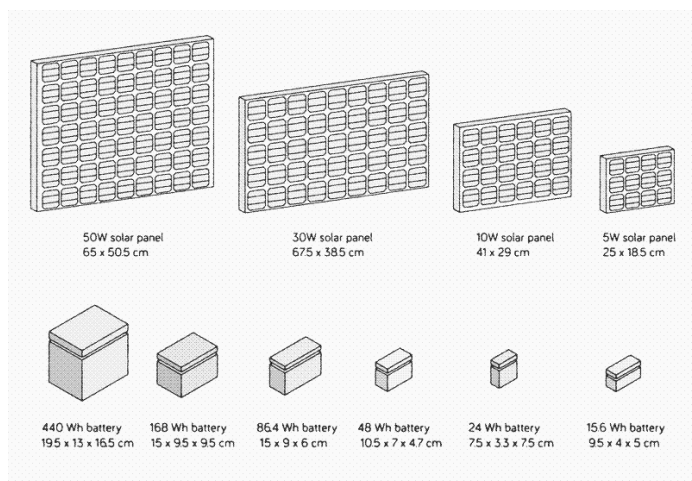 50W solar panel
65 x 50.5 cm
30W solar panel
67.5 x 38.5 cm
10W solar panel
41 x 29 cm
5W solar panel
25 x 18.5 cm
440 Wh battery
19.5 x 13 x 16.5 cm
168 Wh battery
15 x 9.5 x 9.5 cm
86.4 Wh battery
15 x 9 x 6 cm
48 Wh battery
10.5 x 7 x 4.7 cm
24 Wh battery
7.5 x 3.3 x 7.5 cm
15.6 Wh battery
9.5 x 4 x 5 cm